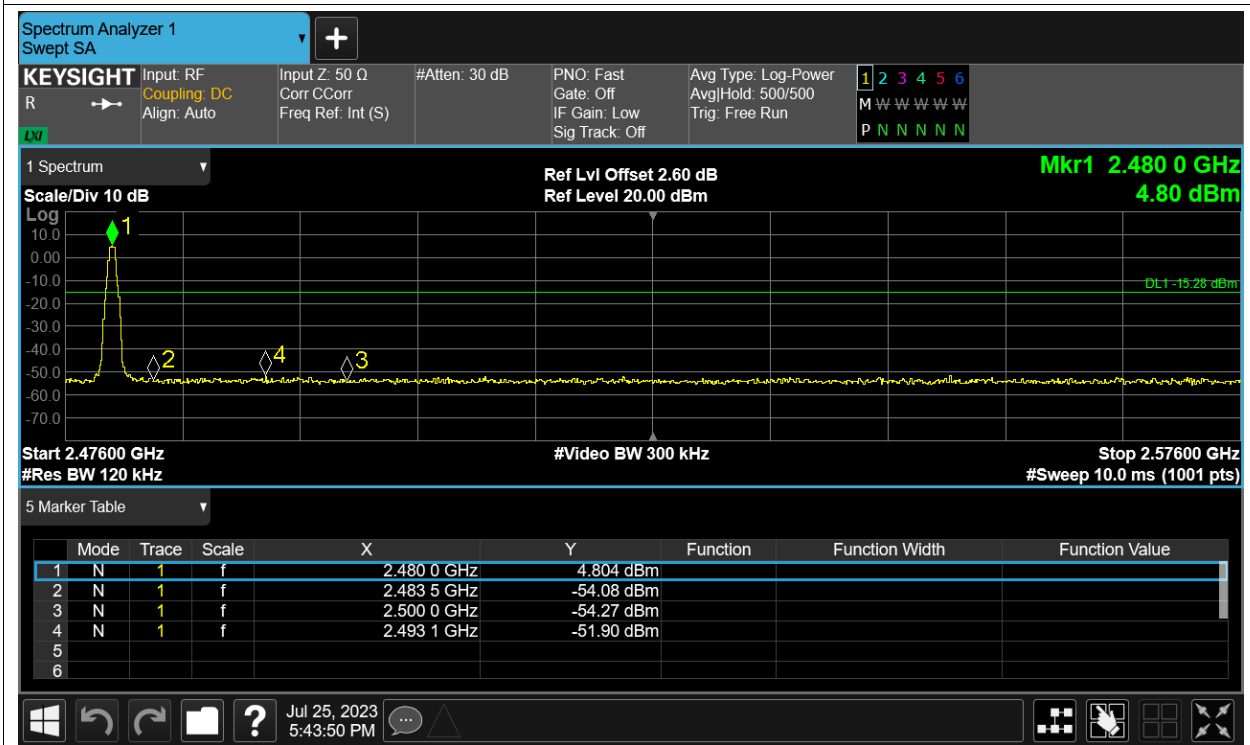 Spectrum Analyzer 1
Swept SA
KEYSIGHT Input: RF Input Z: 50 Ω #Atten: 30 dB PNO: Fast Avg Type: Log-Power 1 2 3 4 5 6
R Coupling: DC Corr CCorr Gate: Off Avg|Hold: 500/500 M W W W W W
Align: Auto Freq Ref: Int (S) IF Gain: Low Trig: Free Run
LXI Sig Track: Off P N N N N N
1 Spectrum Ref Lvl Offset 2.60 dB Mkr1 2.480 0 GHz
Scale/Div 10 dB Ref Level 20.00 dBm 4.80 dBm
Log
1
10.0
0.00
-10.0
DL1 -15.28 dBm
-20.0
-30.0
-40.0
2 4 3
-50.0
-60.0
-70.0
Start 2.47600 GHz #Video BW 300 kHz Stop 2.57600 GHz
#Res BW 120 kHz #Sweep 10.0 ms (1001 pts)
5 Marker Table
Mode Trace Scale X Y Function Function Width Function Value
1 N 1 f 2.480 0 GHz 4.804 dBm
2 N 1 f 2.483 5 GHz -54.08 dBm
3 N 1 f 2.500 0 GHz -54.27 dBm
4 N 1 f 2.493 1 GHz -51.90 dBm
5
6
? Jul 25, 2023
5:43:50 PM